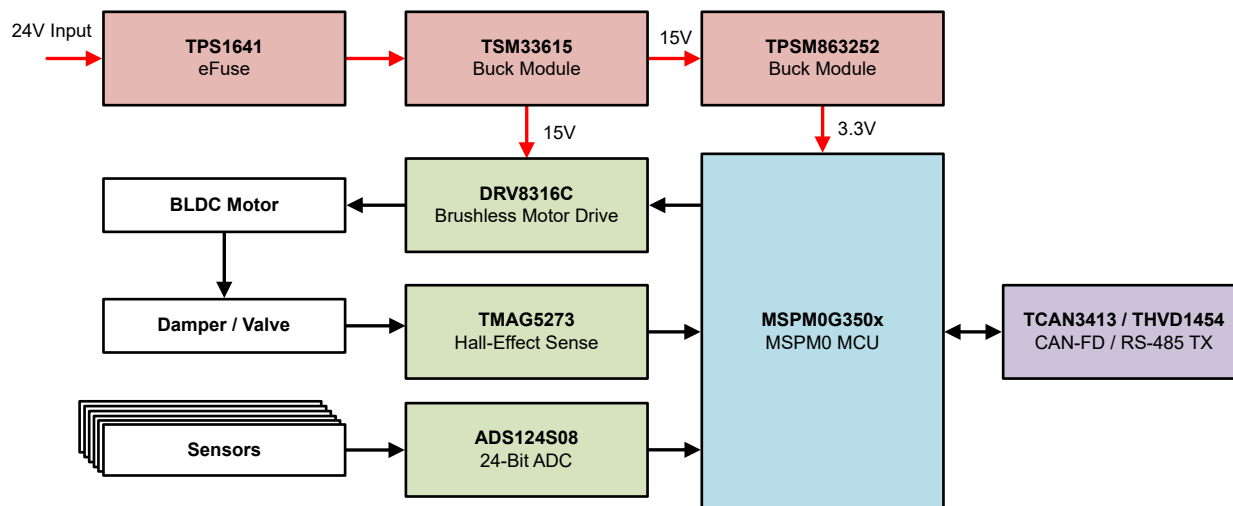 24V Input
TPS1641
eFuse
TSM33615
Buck Module
15V
TPSM863252
Buck Module
15V
3.3V
BLDC Motor
DRV8316C
Brushless Motor Drive
Damper / Valve
TMAG5273
Hall-Effect Sense
MSPM0G350x
MSPM0 MCU
TCAN3413 / THVD1454
CAN-FD / RS-485 TX
Sensors
ADS124S08
24-Bit ADC